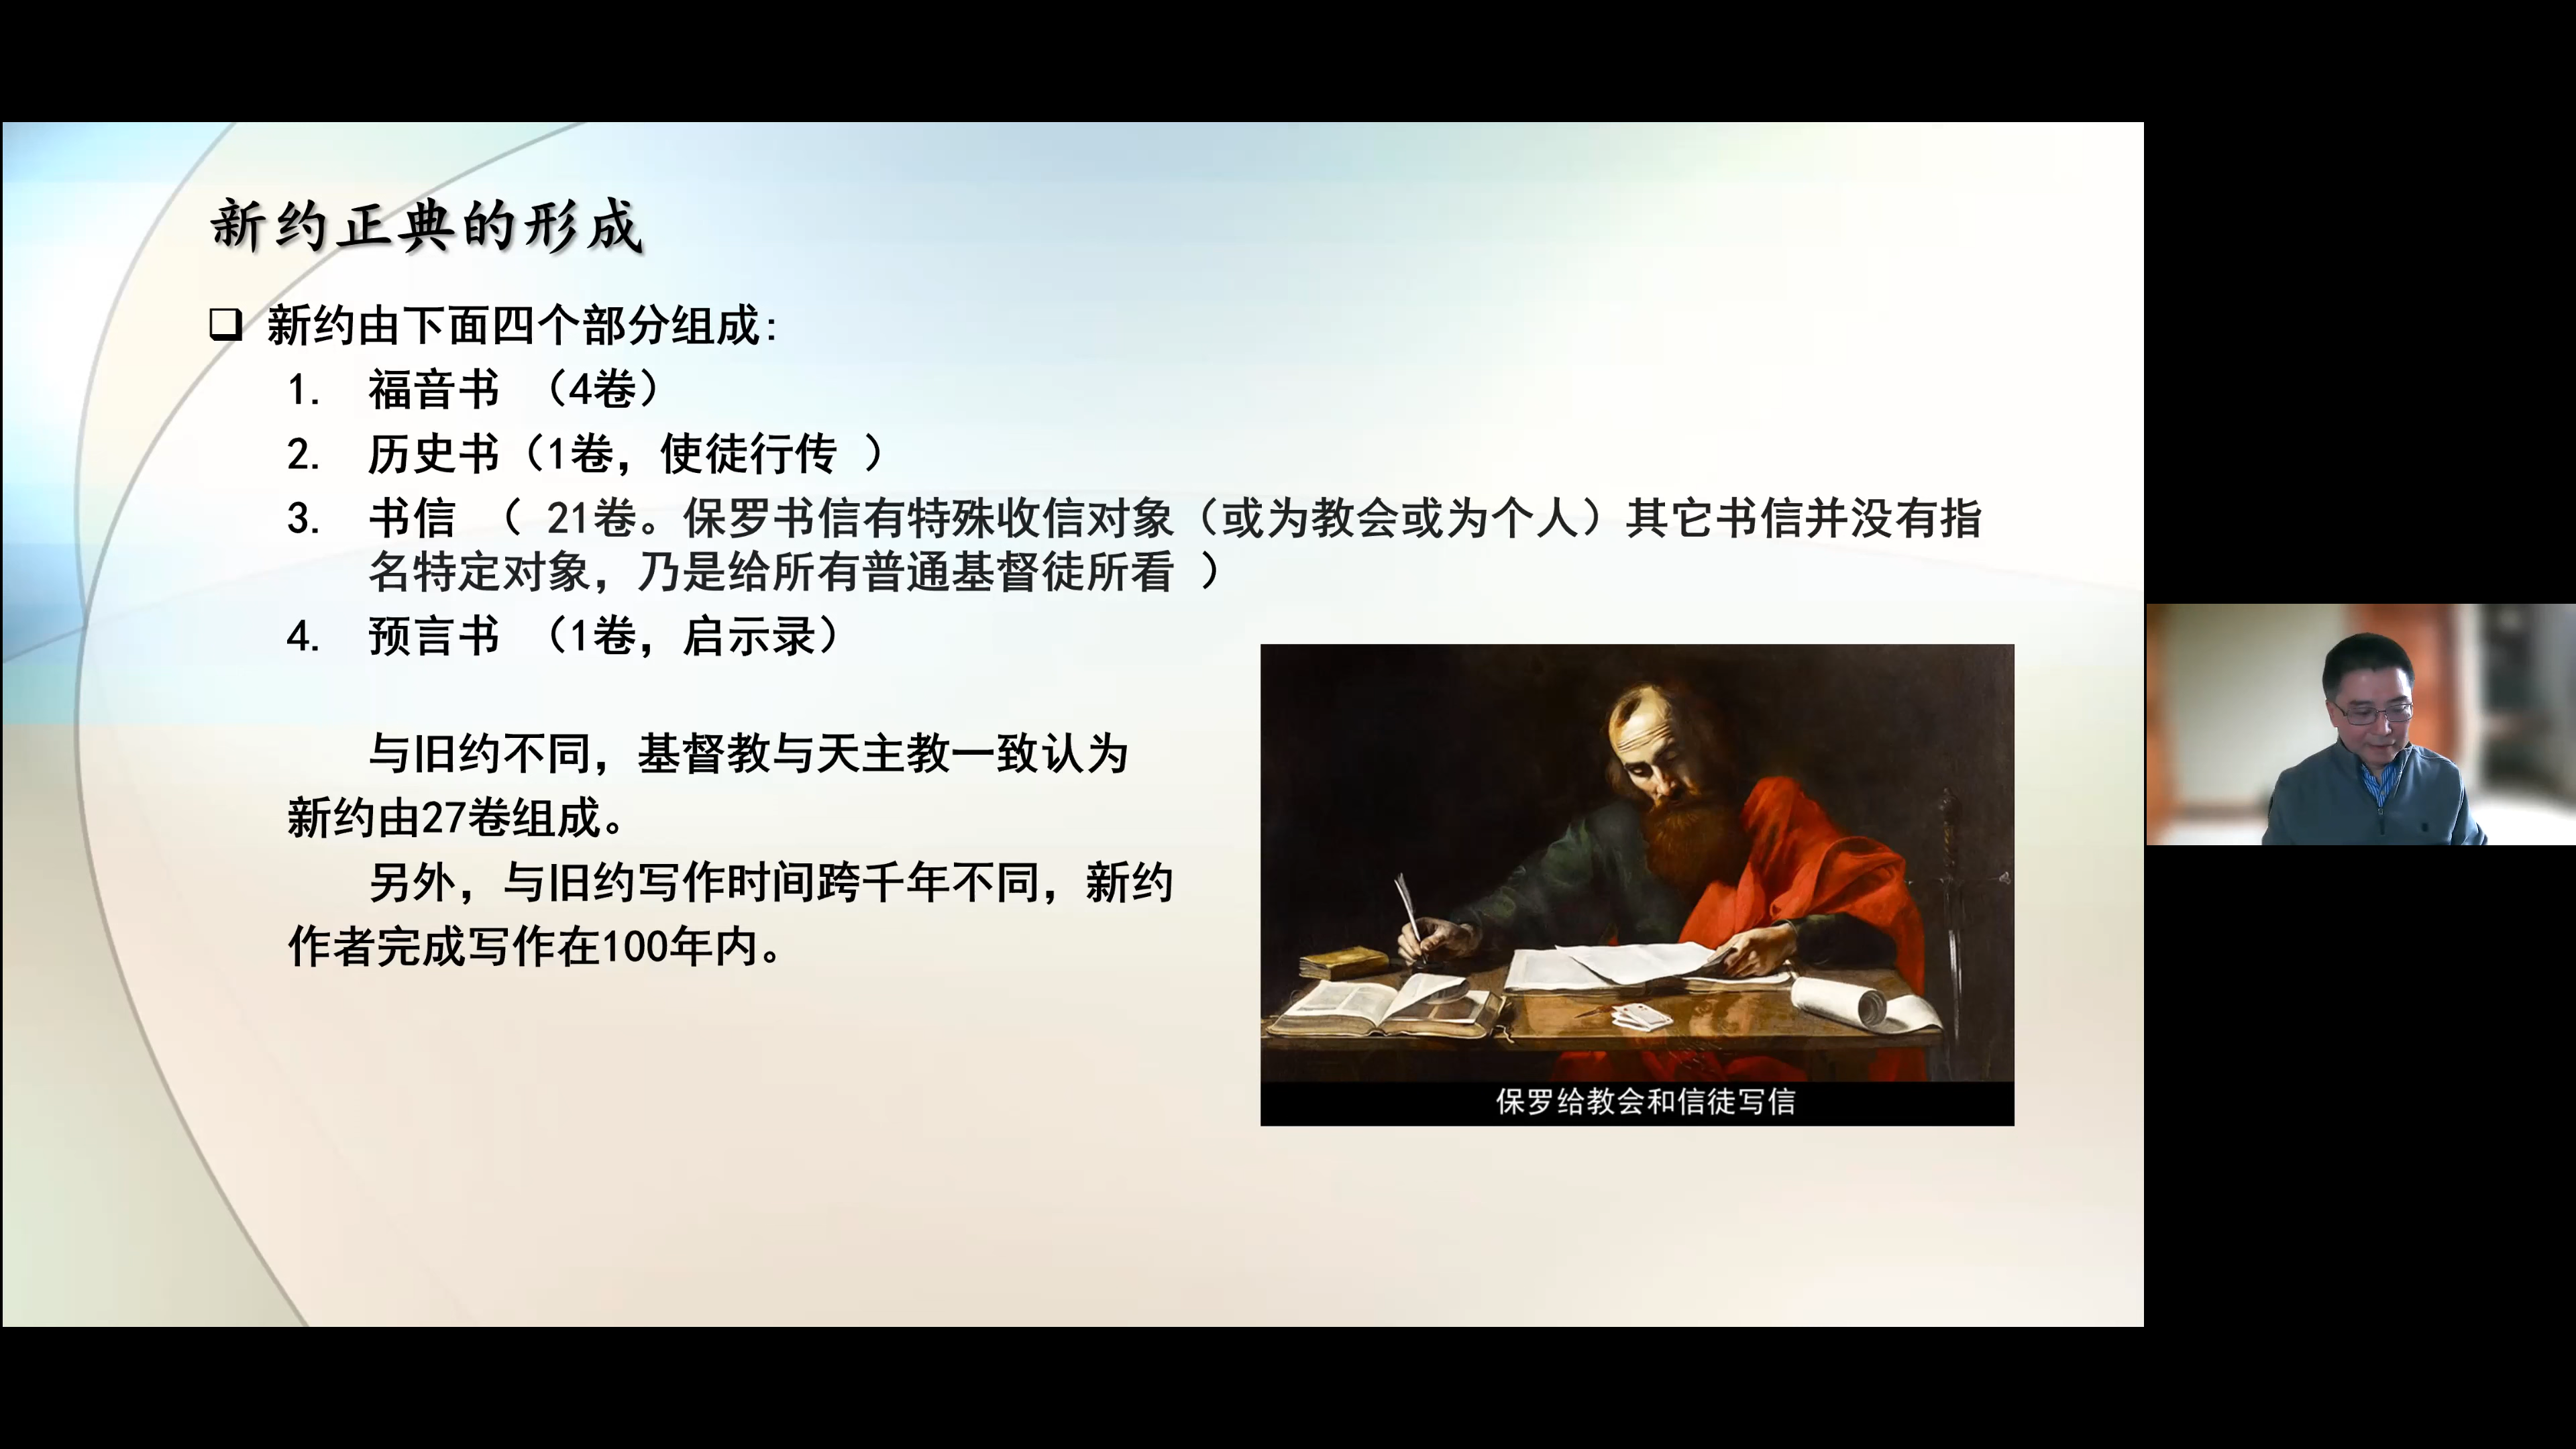 新约正典的形成
❑ 新约由下面四个部分组成:
1. 福音书 （4卷）
2. 历史书（1卷，使徒行传 ）
3. 书信 （ 21卷。保罗书信有特殊收信对象（或为教会或为个人）其它书信并没有指
名特定对象，乃是给所有普通基督徒所看 ）
4. 预言书 （1卷，启示录）
与旧约不同，基督教与天主教一致认为
新约由27卷组成。
另外，与旧约写作时间跨千年不同，新约
作者完成写作在100年内。
保罗给教会和信徒写信